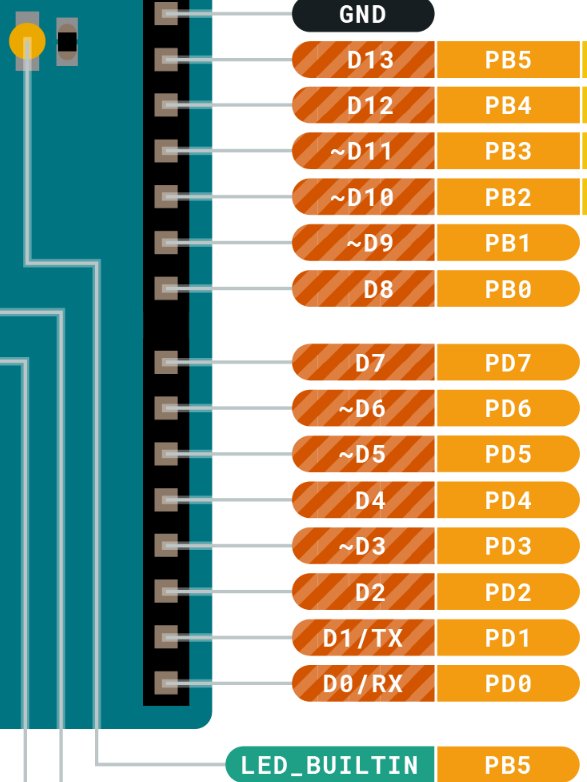 GND
D13 PB5
D12 PB4
~D11 PB3
~D10 PB2
~D9 PB1
D8 PB0
D7 PD7
~D6 PD6
~D5 PD5
D4 PD4
~D3 PD3
D2 PD2
D1/TX PD1
D0/RX PD0
LED_BUILTIN PB5